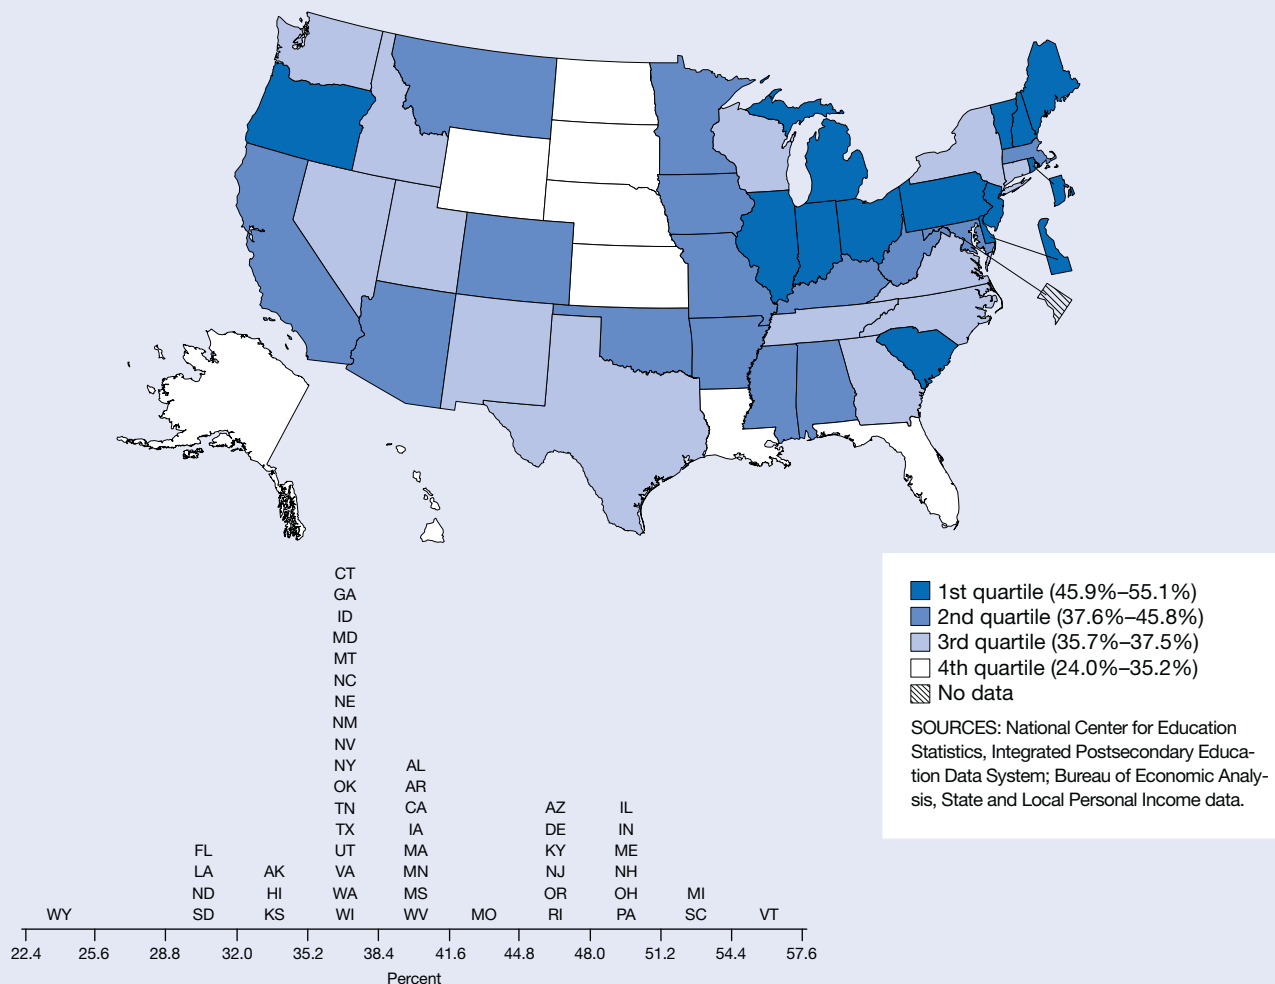 CT
GA
ID
MD
MT
NC
NE
NM
NV
NY AL
OK AR
TN CA AZ IL
TX IA DE IN
FL UT MA KY ME
LA AK VA MN NJ NH
ND HI WA MS OR OH MI
WY SD KS WI WV MO RI PA SC VT
22.4 25.6 28.8 32.0 35.2 38.4 41.6 44.8 48.0 51.2 54.4 57.6
Percent
1st quartile (45.9%–55.1%)
2nd quartile (37.6%–45.8%)
3rd quartile (35.7%–37.5%)
4th quartile (24.0%–35.2%)
No data
SOURCES: National Center for Education
Statistics, Integrated Postsecondary Educa-
tion Data System; Bureau of Economic Analy-
sis, State and Local Personal Income data.